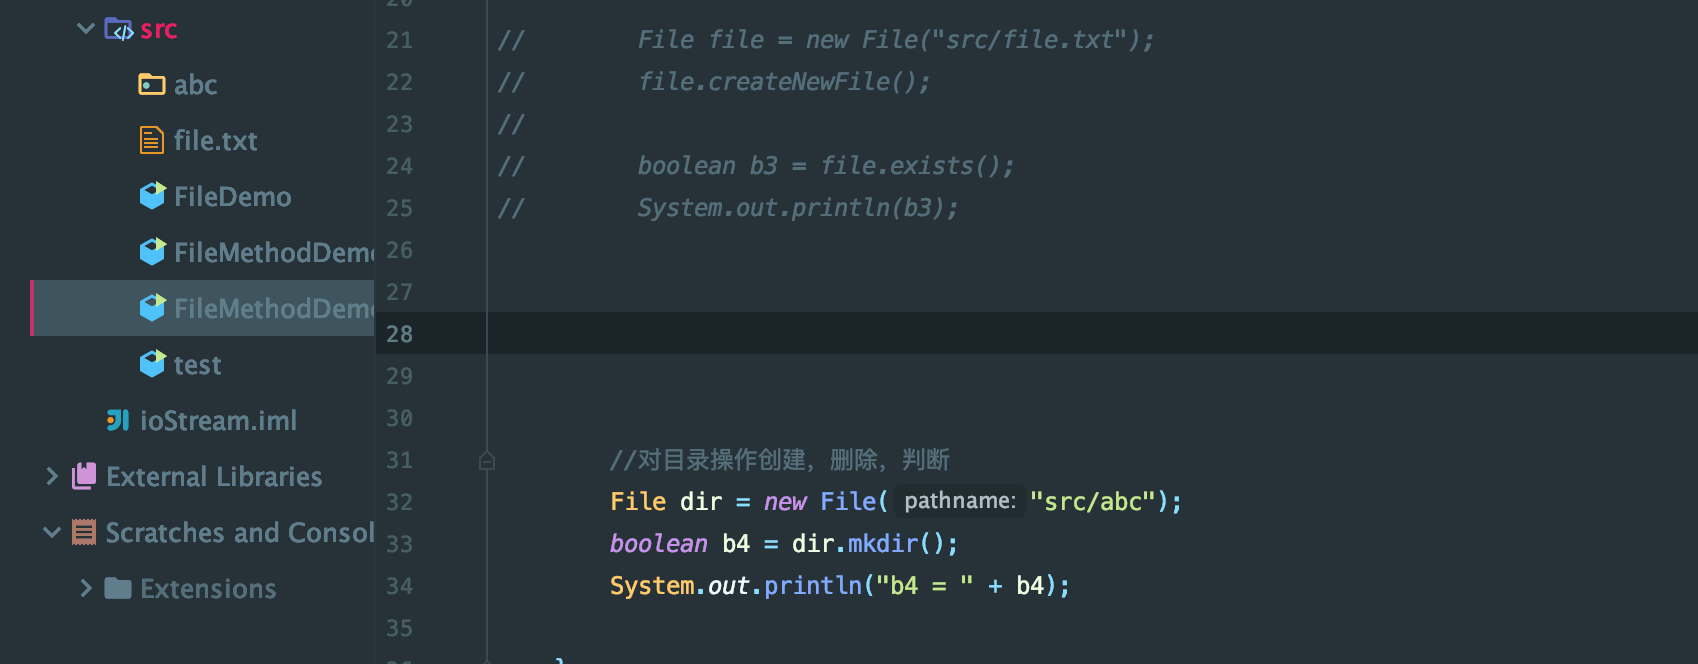 src
abc
file.txt
FileDemo
FileMethodDem
FileMethodDem
test
ioStream.iml
External Libraries
Scratches and Consol
Extensions
21 // File file = new File("src/file.txt");
22 // file.createNewFile();
23 //
24 // boolean b3 = file.exists();
25 // System.out.println(b3);
26
27
28
29
30
31 //对目录操作创建，删除，判断
32 File dir = new File( pathname: "src/abc");
33 boolean b4 = dir.mkdir();
34 System.out.println("b4 = " + b4);
35